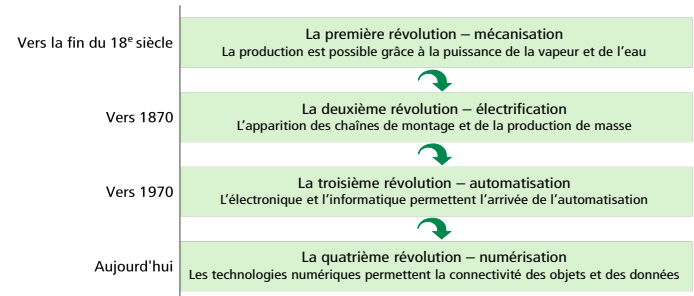 Vers la fin du 18e siècle
La première révolution – mécanisation
La production est possible grâce à la puissance de la vapeur et de l'eau
Vers 1870
La deuxième révolution – électrification
L'apparition des chaînes de montage et de la production de masse
Vers 1970
La troisième révolution – automatisation
L'électronique et l'informatique permettent l'arrivée de l'automatisation
Aujourd'hui
La quatrième révolution – numérisation
Les technologies numériques permettent la connectivité des objets et des données